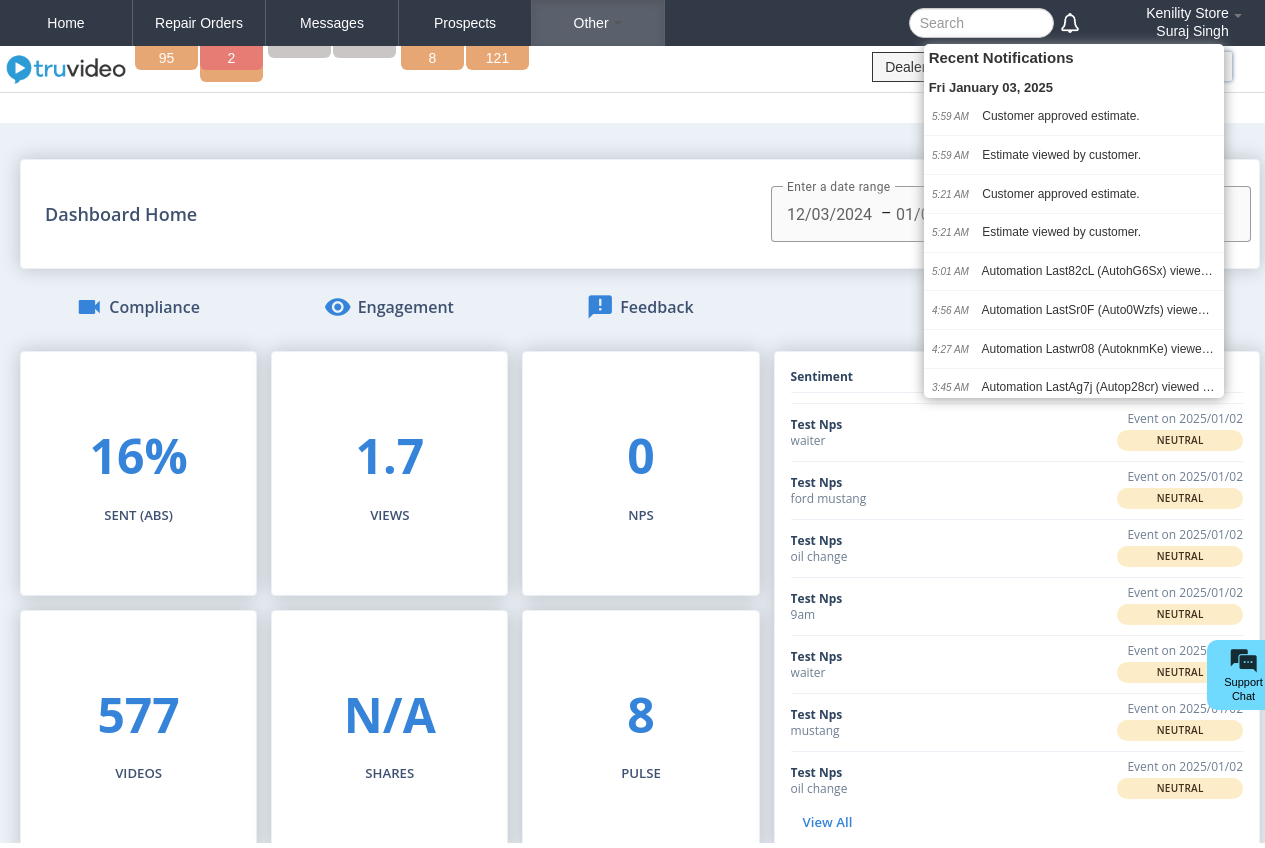 Home
Repair Orders
Messages
Prospects
Other
Search
Kenility Store
Suraj Singh
truvideo
95
2
8
121
Dealer
Recent Notifications
Fri January 03, 2025
5:59 AM Customer approved estimate.
5:59 AM Estimate viewed by customer.
5:21 AM Customer approved estimate.
5:21 AM Estimate viewed by customer.
5:01 AM Automation Last82cL (AutohG6Sx) viewe…
4:56 AM Automation LastSr0F (Auto0Wzfs) viewe…
4:27 AM Automation Lastwr08 (AutoknmKe) viewe…
3:45 AM Automation LastAg7j (Autop28cr) viewed …
Dashboard Home
Enter a date range
12/03/2024 – 01/0
Compliance
Engagement
Feedback
16%
SENT (ABS)
1.7
VIEWS
0
NPS
577
VIDEOS
N/A
SHARES
8
PULSE
Sentiment
Test Nps
waiter
Event on 2025/01/02
NEUTRAL
Test Nps
ford mustang
Event on 2025/01/02
NEUTRAL
Test Nps
oil change
Event on 2025/01/02
NEUTRAL
Test Nps
9am
Event on 2025/01/02
NEUTRAL
Test Nps
waiter
Event on 2025
NEUTRAL
Test Nps
mustang
Event on 2025/01/02
NEUTRAL
Test Nps
oil change
Event on 2025/01/02
NEUTRAL
View All
Support
Chat